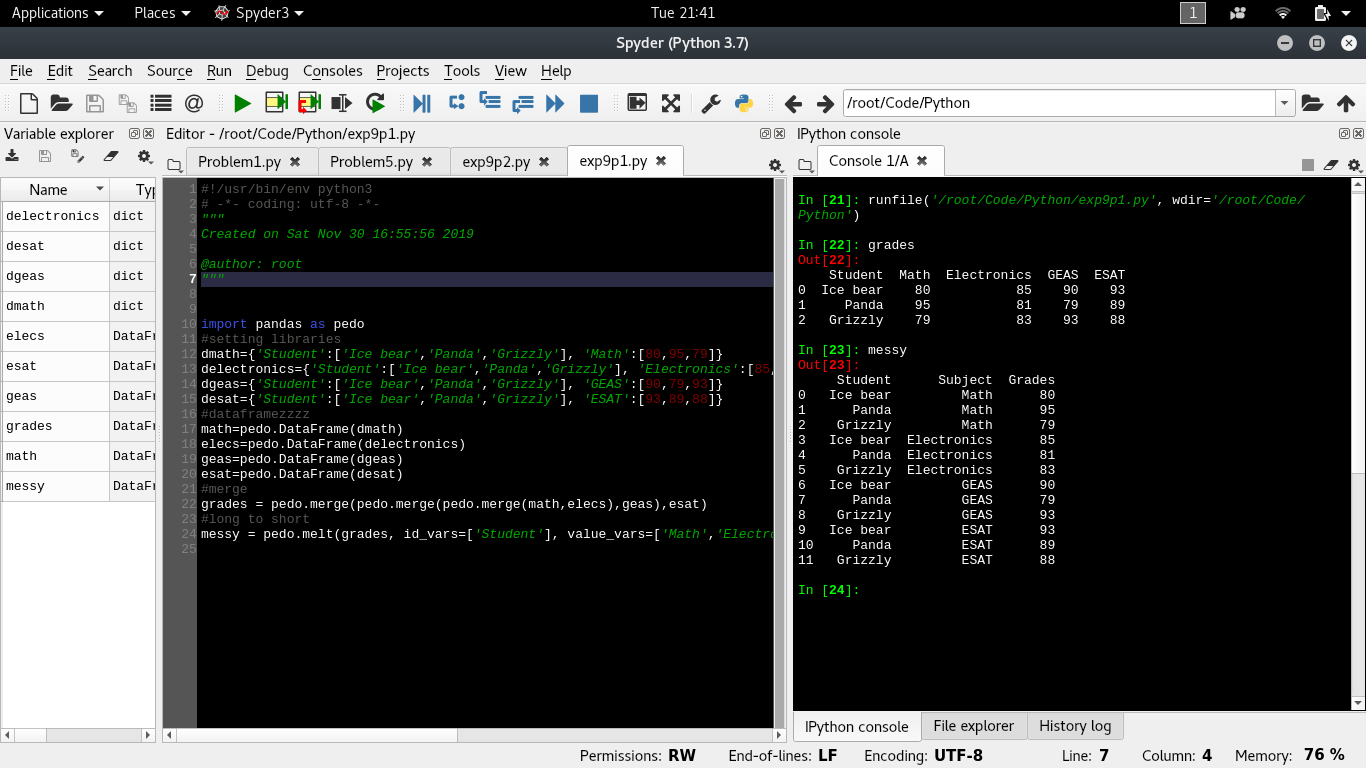 Applications Places Spyder3 Tue 21:41 1
Spyder (Python 3.7)
File Edit Search Source Run Debug Consoles Projects Tools View Help
@ /root/Code/Python
Variable explorer
Name Typ
delectronics dict
desat dict
dgeas dict
dmath dict
elecs DataFr
esat DataFr
geas DataFr
grades DataFr
math DataFr
messy DataFr
Editor - /root/Code/Python/exp9p1.py
Problem1.py Problem5.py exp9p2.py exp9p1.py
1 #!/usr/bin/env python3
2 # -*- coding: utf-8 -*-
3 """
4 Created on Sat Nov 30 16:55:56 2019
5
6 @author: root
7 """
8
9
10 import pandas as pedo
11 #setting libraries
12 dmath={'Student':['Ice bear','Panda','Grizzly'], 'Math':[80,95,79]}
13 delectronics={'Student':['Ice bear','Panda','Grizzly'], 'Electronics':[85,
14 dgeas={'Student':['Ice bear','Panda','Grizzly'], 'GEAS':[90,79,93]}
15 desat={'Student':['Ice bear','Panda','Grizzly'], 'ESAT':[93,89,88]}
16 #dataframezzzz
17 math=pedo.DataFrame(dmath)
18 elecs=pedo.DataFrame(delectronics)
19 geas=pedo.DataFrame(dgeas)
20 esat=pedo.DataFrame(desat)
21 #merge
22 grades = pedo.merge(pedo.merge(pedo.merge(math,elecs),geas),esat)
23 #long to short
24 messy = pedo.melt(grades, id_vars=['Student'], value_vars=['Math','Electro
25
IPython console
Console 1/A
In [21]: runfile('/root/Code/Python/exp9p1.py', wdir='/root/Code/
Python')
In [22]: grades
Out[22]:
Student Math Electronics GEAS ESAT
0 Ice bear 80 85 90 93
1 Panda 95 81 79 89
2 Grizzly 79 83 93 88
In [23]: messy
Out[23]:
Student Subject Grades
0 Ice bear Math 80
1 Panda Math 95
2 Grizzly Math 79
3 Ice bear Electronics 85
4 Panda Electronics 81
5 Grizzly Electronics 83
6 Ice bear GEAS 90
7 Panda GEAS 79
8 Grizzly GEAS 93
9 Ice bear ESAT 93
10 Panda ESAT 89
11 Grizzly ESAT 88
In [24]:
IPython console File explorer History log
Permissions: RW End-of-lines: LF Encoding: UTF-8 Line: 7 Column: 4 Memory: 76 %